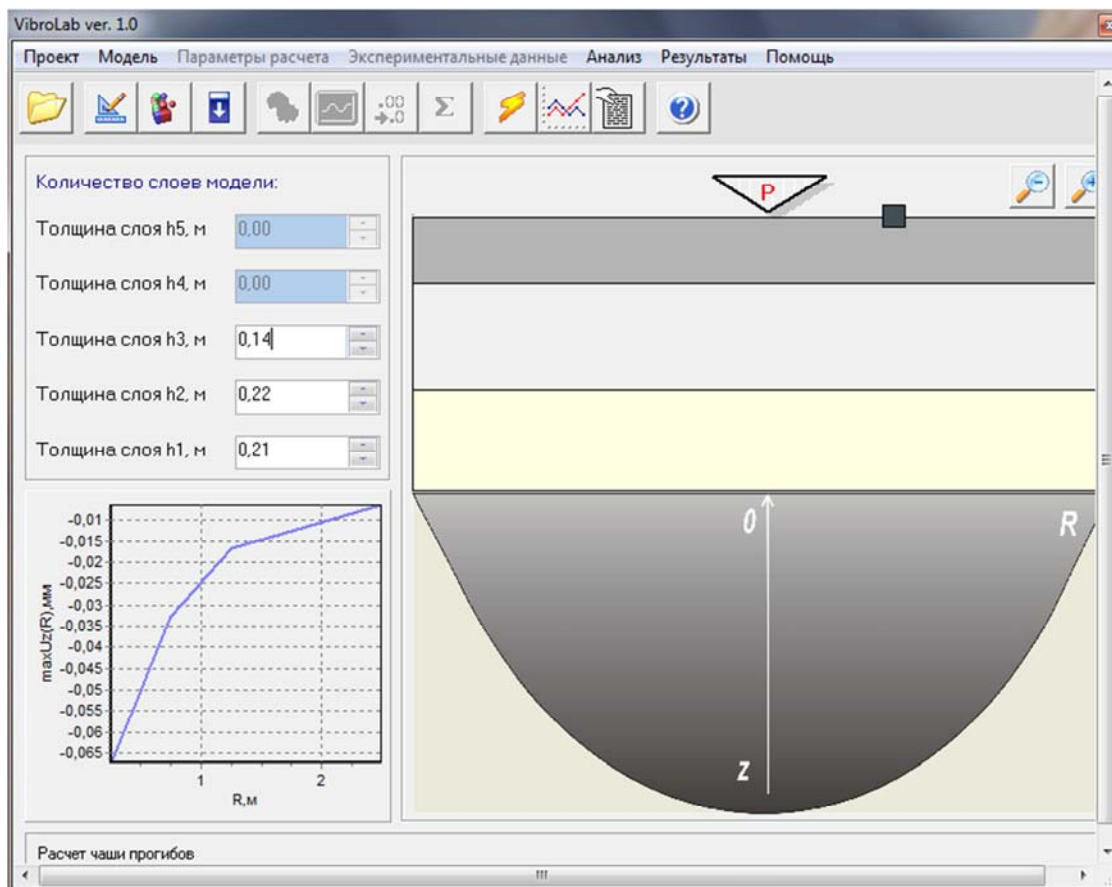 VibroLab ver. 1.0
Проект Модель Параметры расчета Экспериментальные данные Анализ Результаты Помощь
.00
.0
Σ
?
Количество слоев модели:
Толщина слоя h5, м 0,00
Толщина слоя h4, м 0,00
Толщина слоя h3, м 0,14
Толщина слоя h2, м 0,22
Толщина слоя h1, м 0,21
P
0
R
z
-0,01
-0,015
-0,02
-0,025
-0,03
-0,035
-0,04
-0,045
-0,05
-0,055
-0,06
-0,065
maxUz(R),мм
1 2
R,м
Расчет чаши прогибов